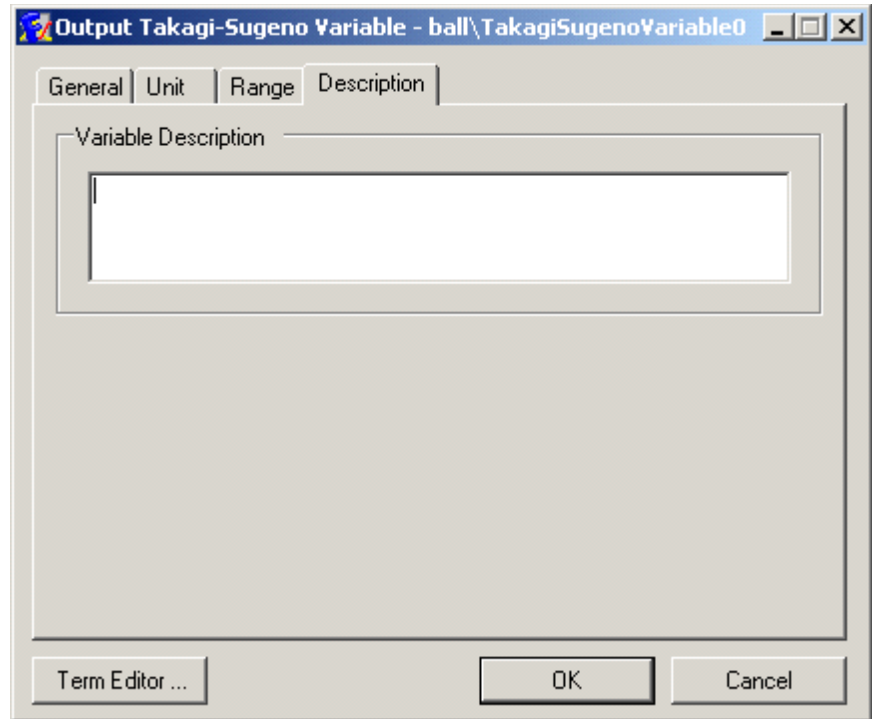 Output Takagi-Sugeno Variable - ball\TakagiSugenoVariable0
General Unit Range Description
Variable Description
Term Editor ... OK Cancel